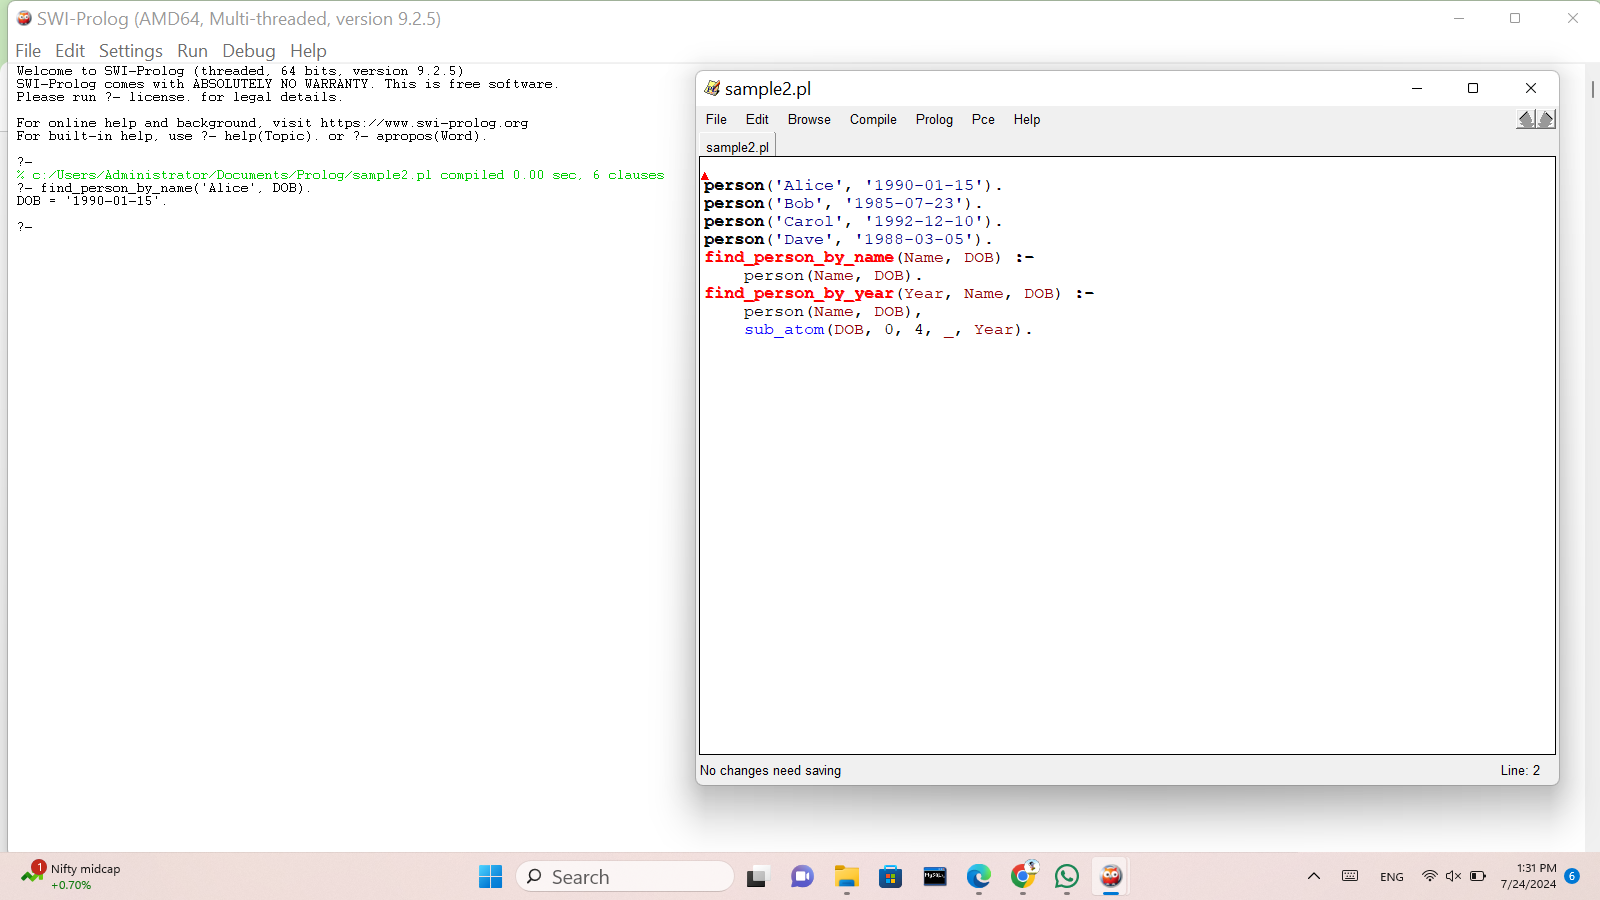 SWI-Prolog (AMD64, Multi-threaded, version 9.2.5)
File Edit Settings Run Debug Help
Welcome to SWI-Prolog (threaded, 64 bits, version 9.2.5)
SWI-Prolog comes with ABSOLUTELY NO WARRANTY. This is free software.
Please run ?- license. for legal details.
For online help and background, visit https://www.swi-prolog.org
For built-in help, use ?- help(Topic). or ?- apropos(Word).
?-
% c:/Users/Administrator/Documents/Prolog/sample2.pl compiled 0.00 sec, 6 clauses
?- find_person_by_name('Alice', DOB).
DOB = '1990-01-15'.
?-
sample2.pl
File Edit Browse Compile Prolog Pce Help
sample2.pl
person('Alice', '1990-01-15').
person('Bob', '1985-07-23').
person('Carol', '1992-12-10').
person('Dave', '1988-03-05').
find_person_by_name(Name, DOB) :-
    person(Name, DOB).
find_person_by_year(Year, Name, DOB) :-
    person(Name, DOB),
    sub_atom(DOB, 0, 4, _, Year).
No changes need saving
Line: 2
1
Nifty midcap
+0.70%
Search
MySQL
ENG
1:31 PM
7/24/2024
6